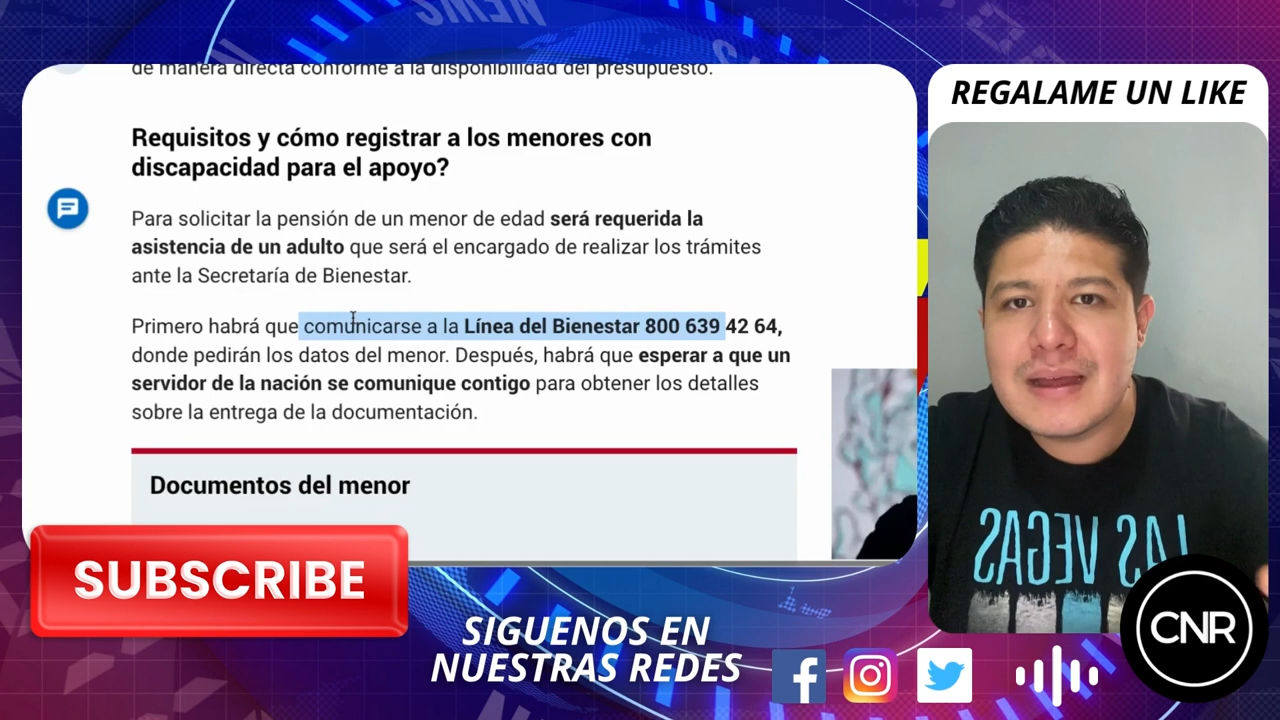 NEWS
de manera directa conforme a la disponibilidad del presupuesto.
Requisitos y cómo registrar a los menores con
discapacidad para el apoyo?
Para solicitar la pensión de un menor de edad será requerida la
asistencia de un adulto que será el encargado de realizar los trámites
ante la Secretaría de Bienestar.
Primero habrá que comunicarse a la Línea del Bienestar 800 639 42 64,
donde pedirán los datos del menor. Después, habrá que esperar a que un
servidor de la nación se comunique contigo para obtener los detalles
sobre la entrega de la documentación.
Documentos del menor
SUBSCRIBE
SIGUENOS EN
NUESTRAS REDES
REGALAME UN LIKE
LAS VEGAS
CNR